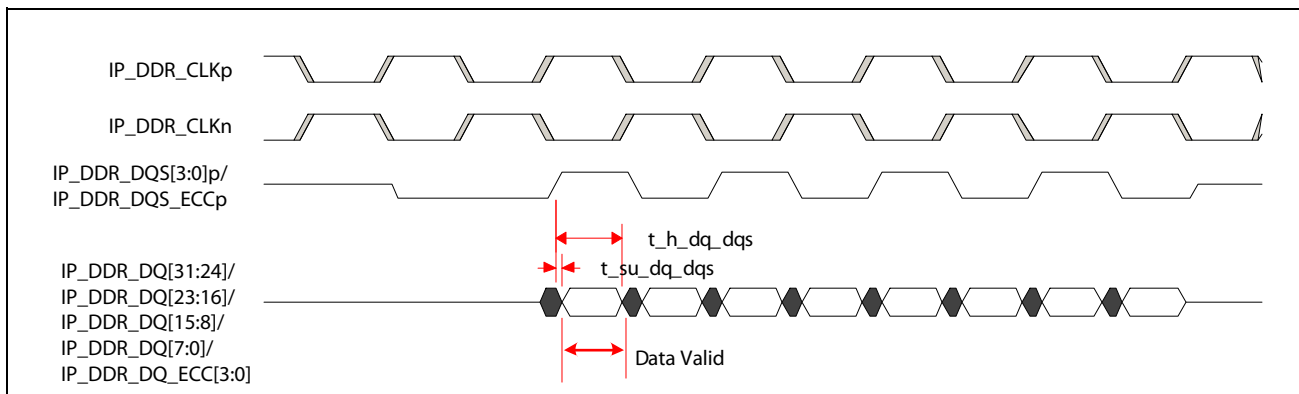 IP_DDR_CLKp
IP_DDR_CLKn
IP_DDR_DQS[3:0]p/
IP_DDR_DQS_ECCp
t_h_dq_dqs
t_su_dq_dqs
IP_DDR_DQ[31:24]/
IP_DDR_DQ[23:16]/
IP_DDR_DQ[15:8]/
IP_DDR_DQ[7:0]/
IP_DDR_DQ_ECC[3:0]
Data Valid